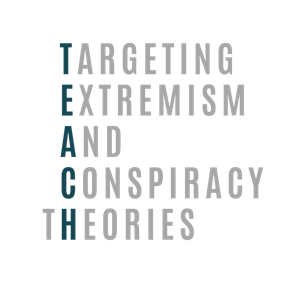 TARGETING
EXTREMISM
AND
CONSPIRACY
THEORIES